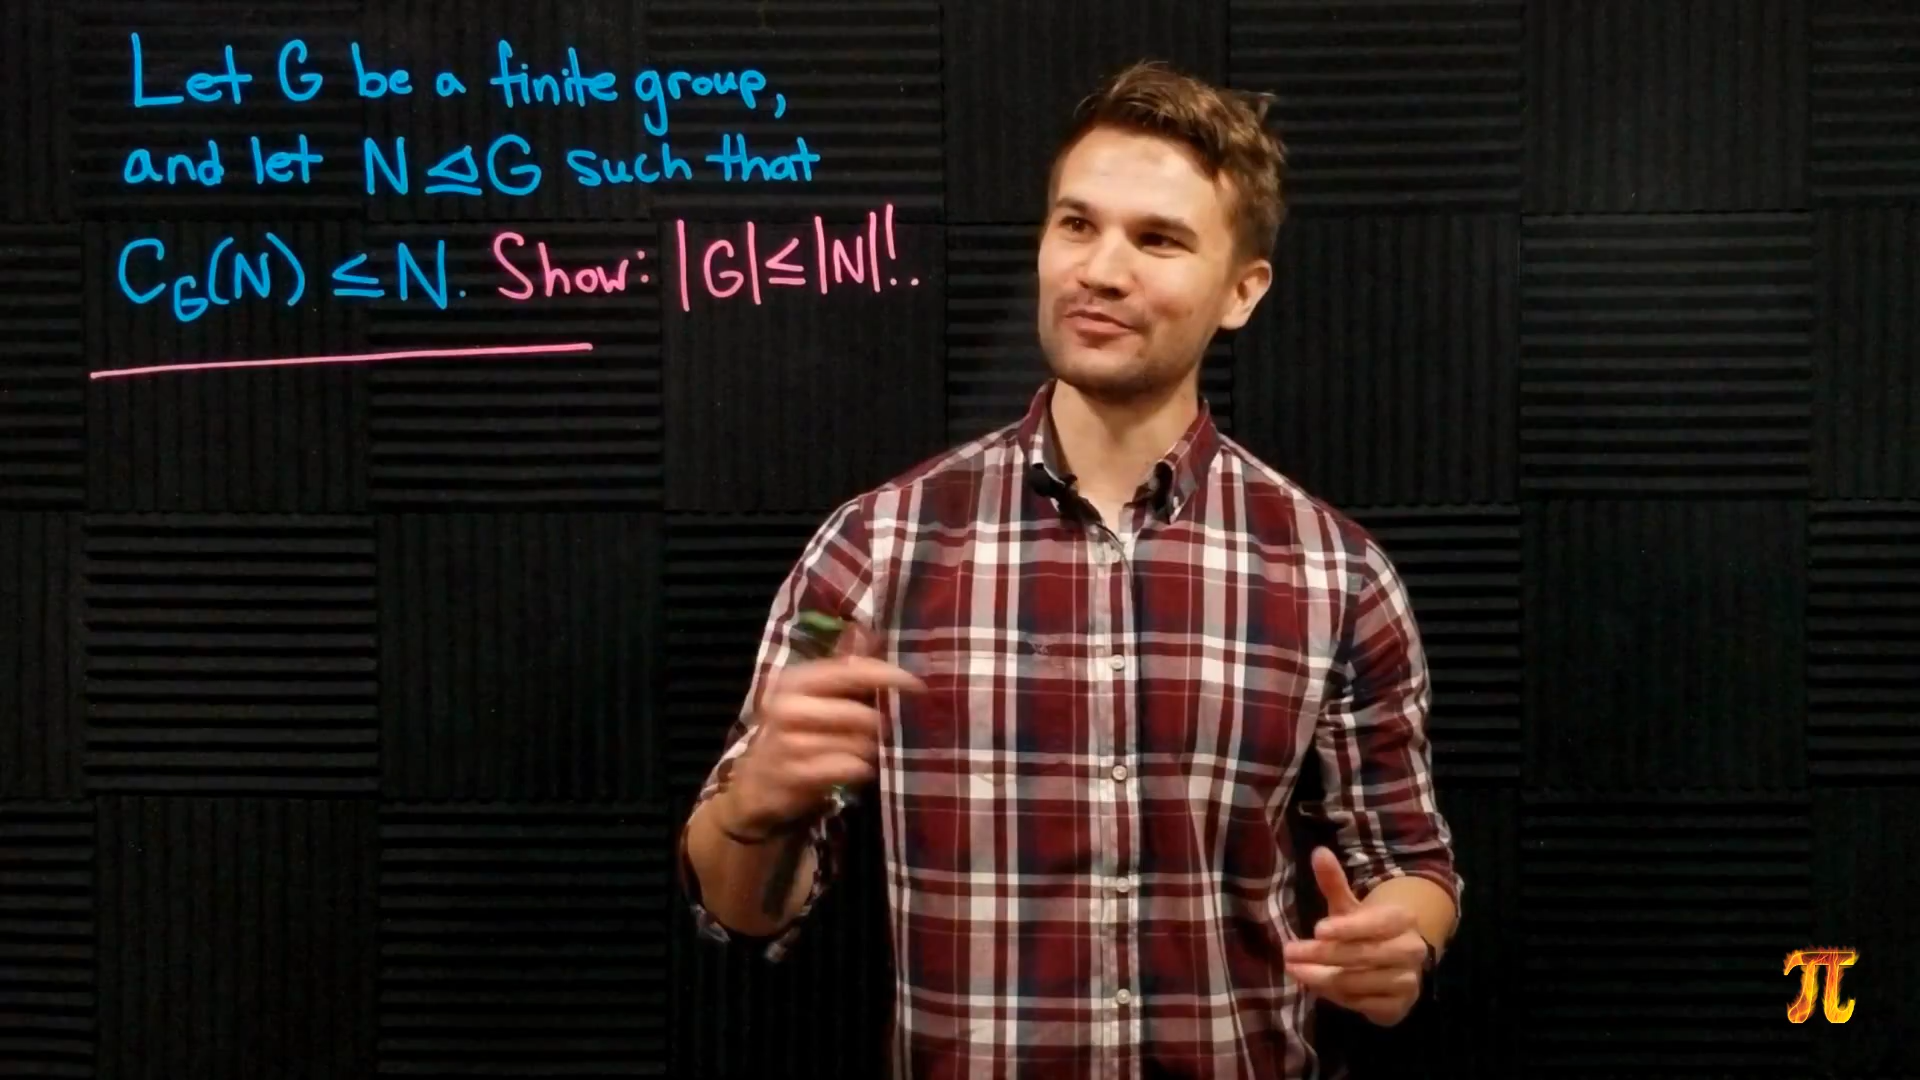 Let G be a finite group,
and let N ⊴ G such that
C_G(N) ≤ N. Show: |G| ≤ |N|!.
π